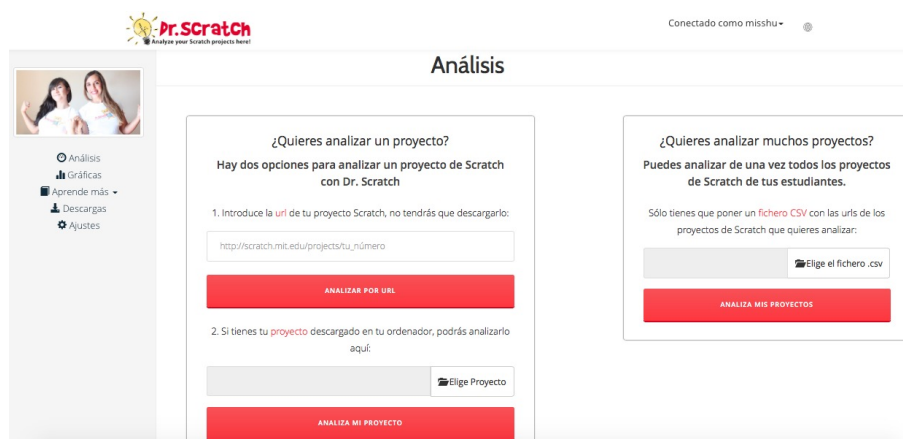 Dr.Scratch
Analyze your Scratch projects here!
Conectado como misshu
Análisis
Análisis
Gráficas
Aprende más
Descargas
Ajustes
¿Quieres analizar un proyecto?
Hay dos opciones para analizar un proyecto de Scratch
con Dr. Scratch
1. Introduce la url de tu proyecto Scratch, no tendrás que descargarlo:
http://scratch.mit.edu/projects/tu_número
ANALIZAR POR URL
2. Si tienes tu proyecto descargado en tu ordenador, podrás analizarlo
aquí:
Elige Proyecto
ANALIZA MI PROYECTO
¿Quieres analizar muchos proyectos?
Puedes analizar de una vez todos los proyectos
de Scratch de tus estudiantes.
Sólo tienes que poner un fichero CSV con las urls de los
proyectos de Scratch que quieres analizar:
Elige el fichero .csv
ANALIZA MIS PROYECTOS